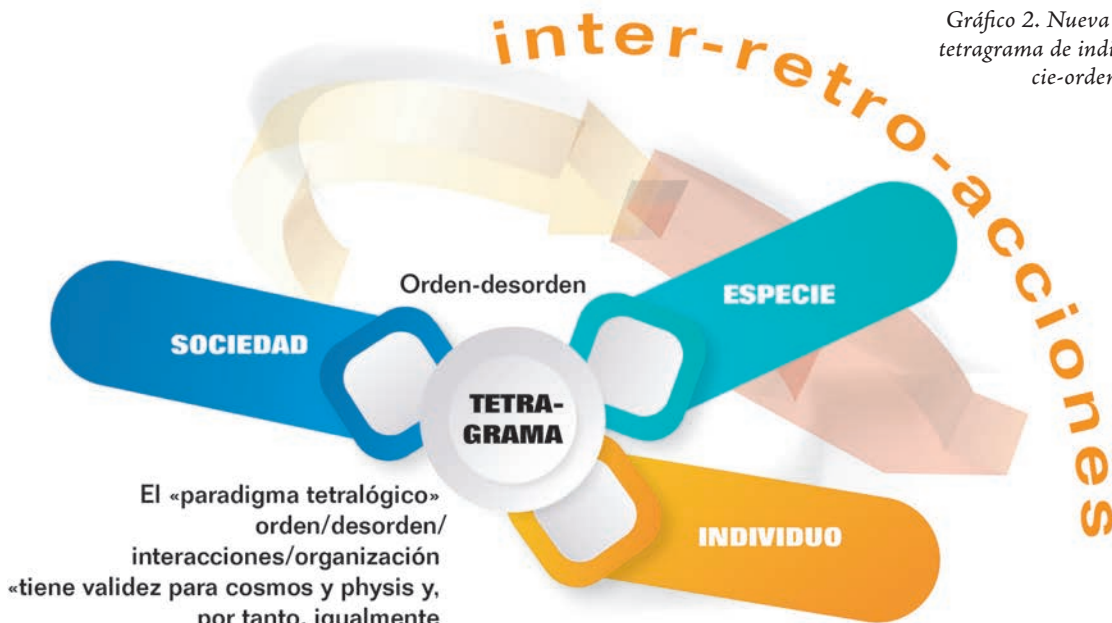 Gráfico 2. Nueva
tetragrama de
cie-orden
inter-retro-acciones
Orden-desorden
ESPECIE
SOCIEDAD
TETRA-
GRAMA
INDIVIDUO
El «paradigma tetralógico»
orden/desorden/
interacciones/organización
«tiene validez para cosmos y physis y,
por tanto, igualmente